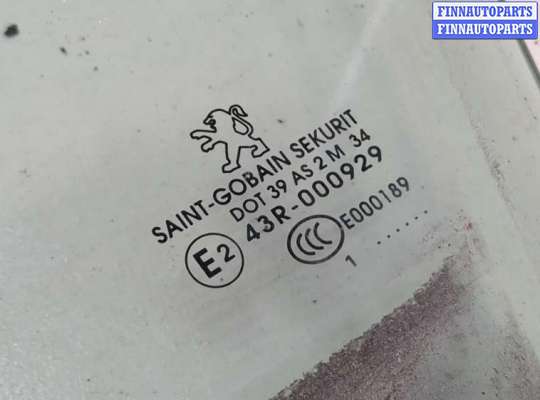 FINNAUTOPARTS
FINNAUTOPARTS
SAINT-GOBAIN SEKURIT
DOT 39 AS 2 M 34
E2 43R-000929
CCC E000189
1 ......